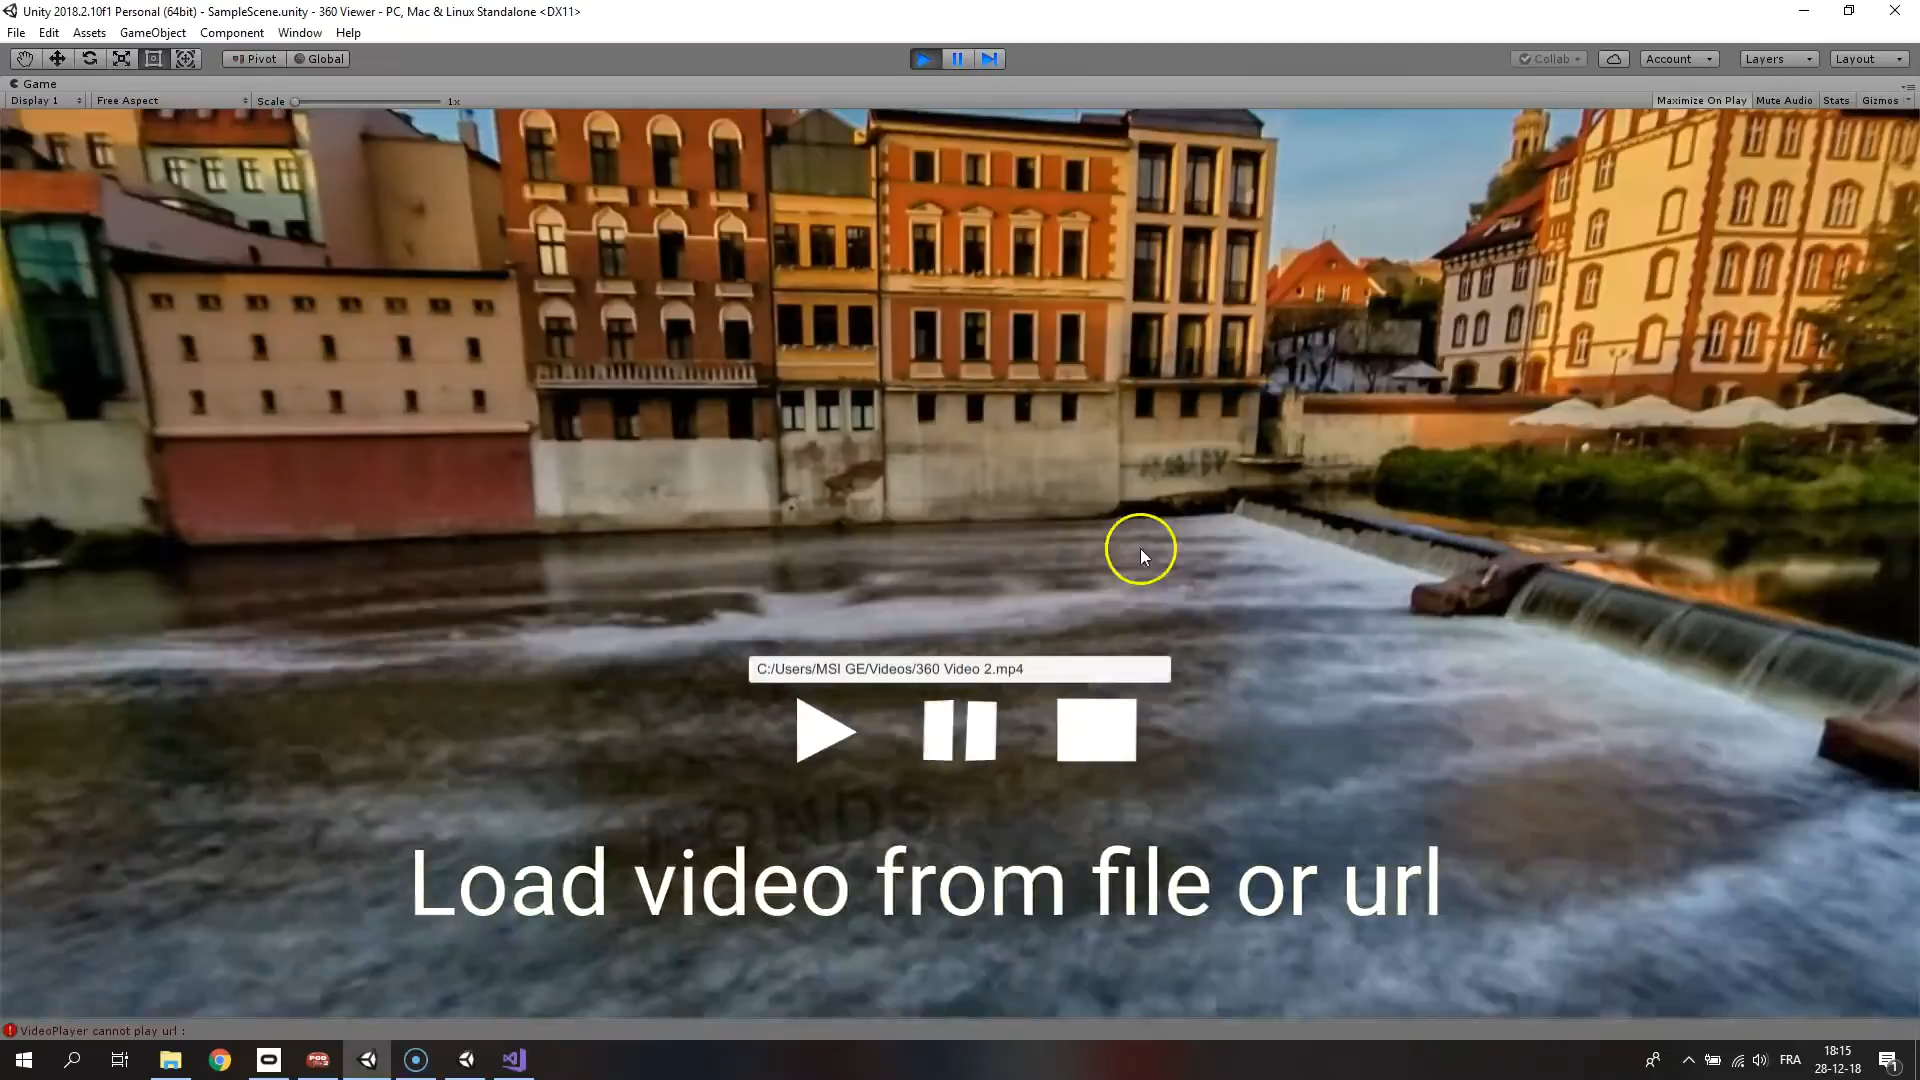 Unity 2018.2.10f1 Personal (64bit) - SampleScene.unity - 360 Viewer - PC, Mac & Linux Standalone <DX11>
File Edit Assets GameObject Component Window Help
Pivot Global Collab Account Layers Layout
Game
Display 1 Free Aspect Scale 1x Maximize On Play Mute Audio Stats Gizmos
C:/Users/MSI GE/Videos/360 Video 2.mp4
ONDS
Load video from file or url
VideoPlayer cannot play url :
POD
FRA
18:15
28-12-18
1